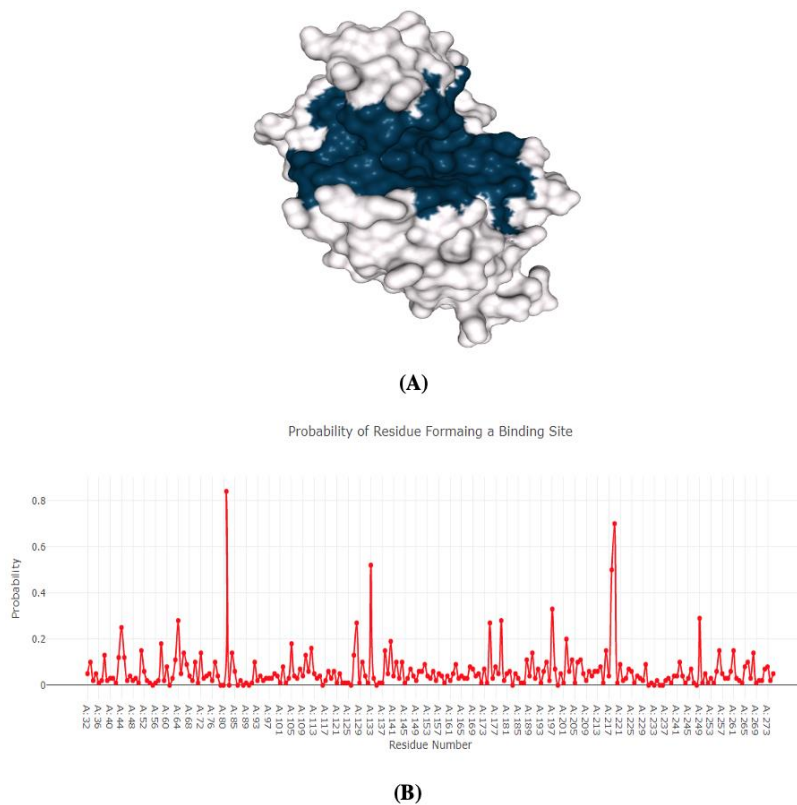 (A)
Probability of Residue Formaing a Binding Site
Probability
0.8
0.6
0.4
0.2
0
A:32 A:36 A:40 A:44 A:48 A:52 A:56 A:60 A:64 A:68 A:72 A:76 A:80 A:85 A:89 A:93 A:97 A:101 A:105 A:109 A:113 A:117 A:121 A:125 A:129 A:133 A:137 A:141 A:145 A:149 A:153 A:157 A:161 A:165 A:169 A:173 A:177 A:181 A:185 A:189 A:193 A:197 A:201 A:205 A:209 A:213 A:217 A:221 A:225 A:229 A:233 A:237 A:241 A:245 A:249 A:253 A:257 A:261 A:265 A:269 A:273
Residue Number
(B)